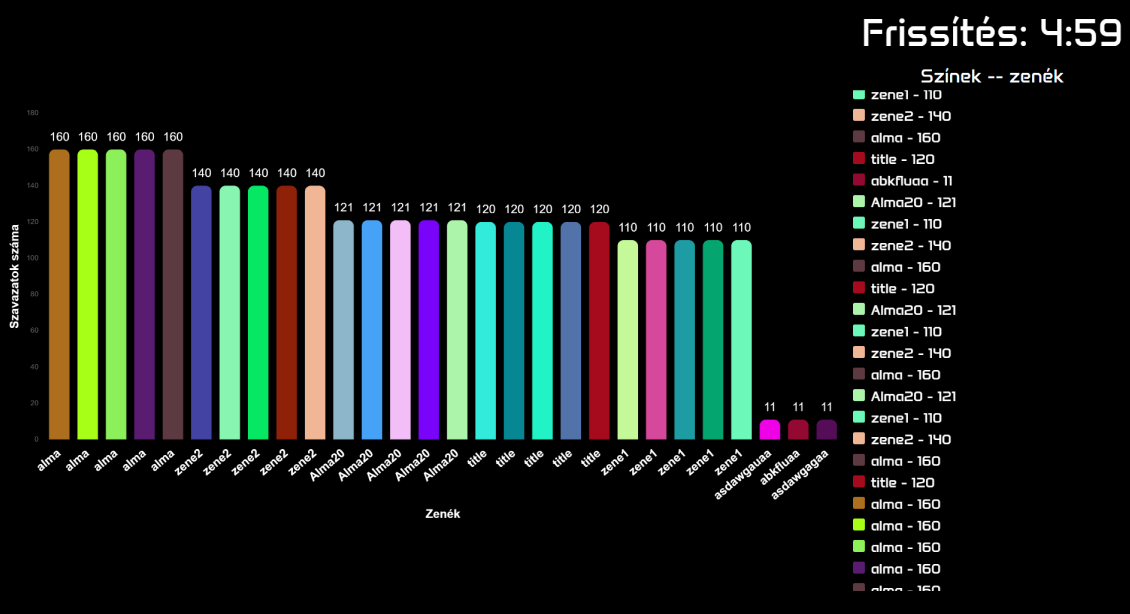 Frissítés: 4:59
Színek -- zenék
zene1 - 110
zene2 - 140
alma - 160
title - 120
abkfluaa - 11
Alma20 - 121
zene1 - 110
zene2 - 140
alma - 160
title - 120
Alma20 - 121
zene1 - 110
zene2 - 140
alma - 160
Alma20 - 121
zene1 - 110
zene2 - 140
alma - 160
title - 120
alma - 160
alma - 160
alma - 160
alma - 160
alma - 160
Szavazatok száma
180
160
140
120
100
80
60
40
20
0
160 160 160 160 160 140 140 140 140 140 121 121 121 121 121 120 120 120 120 120 110 110 110 110 110 11 11 11
alma alma alma alma alma zene2 zene2 zene2 zene2 zene2 Alma20 Alma20 Alma20 Alma20 Alma20 title title title title title zene1 zene1 zene1 zene1 zene1 asdawgauaa abkfluaa asdawgagaa
Zenék